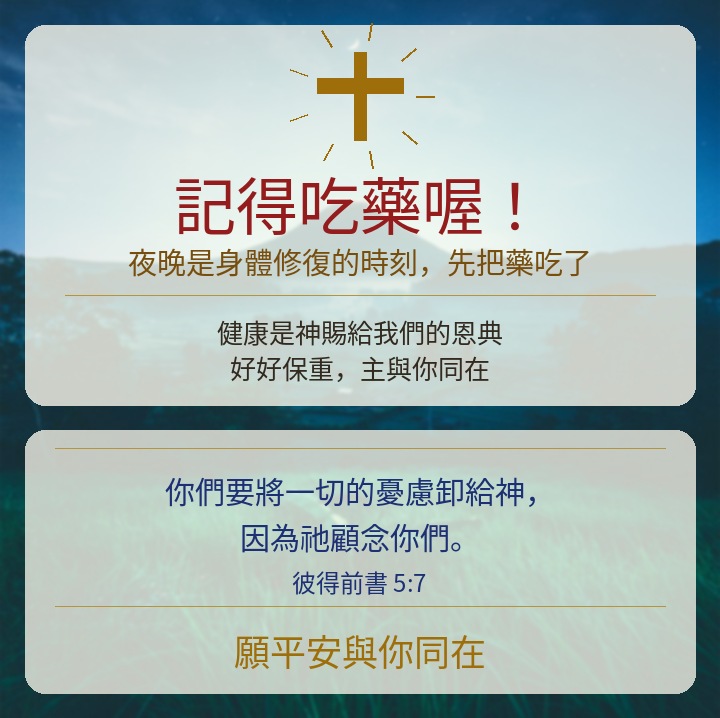 記得吃藥喔！
夜晚是身體修復的時刻，先把藥吃了
健康是神賜給我們的恩典
好好保重，主與你同在
你們要將一切的憂慮卸給神，
因為祂顧念你們。
彼得前書 5:7
願平安與你同在